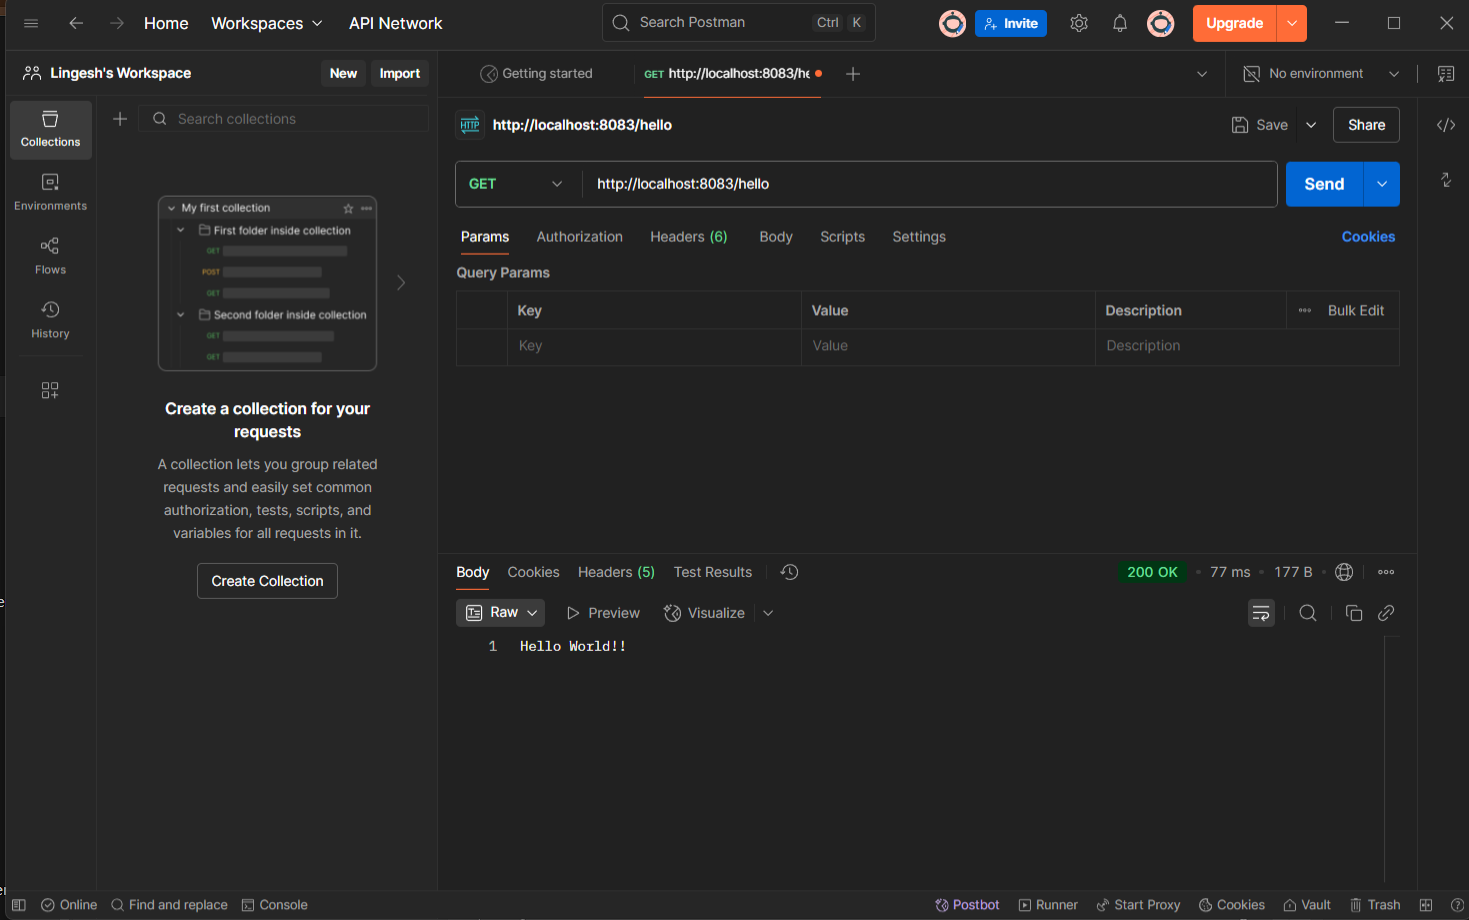 Home Workspaces API Network Search Postman Ctrl K Invite Upgrade
Lingesh's Workspace New Import Getting started GET http://localhost:8083/he No environment
Collections
Search collections
HTTP http://localhost:8083/hello Save Share
Environments
Flows
History
My first collection
First folder inside collection
GET
POST
GET
Second folder inside collection
GET
GET
Create a collection for your
requests
A collection lets you group related
requests and easily set common
authorization, tests, scripts, and
variables for all requests in it.
Create Collection
GET http://localhost:8083/hello Send
Params Authorization Headers (6) Body Scripts Settings Cookies
Query Params
Key Value Description Bulk Edit
Key Value Description
Body Cookies Headers (5) Test Results 200 OK 77 ms 177 B
Raw Preview Visualize
1 Hello World!!
Online Find and replace Console Postbot Runner Start Proxy Cookies Vault Trash